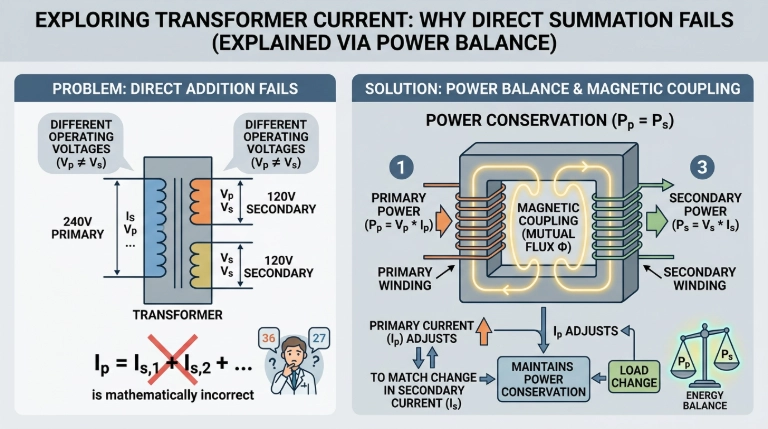 EXPLORING TRANSFORMER CURRENT: WHY DIRECT SUMMATION FAILS
(EXPLAINED VIA POWER BALANCE)
PROBLEM: DIRECT ADDITION FAILS
DIFFERENT
OPERATING
VOLTAGES
(Vp ≠ Vs)
DIFFERENT
OPERATING
VOLTAGES
(Vp ≠ Vs)
240V
PRIMARY
Is
Vp
...
Vp
Vs
120V
SECONDARY
Vs
Vs
120V
SECONDARY
TRANSFORMER
Ip = Is,1 + Is,2 + ...
is mathematically incorrect
36
27
?
?
SOLUTION: POWER BALANCE & MAGNETIC COUPLING
POWER CONSERVATION (Pp = Ps)
1
PRIMARY
POWER
(Pp = Vp * Ip)
PRIMARY
WINDING
MAGNETIC
COUPLING
(MUTUAL
FLUX Φ)
3
SECONDARY
POWER
(Ps = Vs * Is)
SECONDARY
WINDING
PRIMARY CURRENT
(Ip) ADJUSTS
TO MATCH CHANGE
IN SECONDARY
CURRENT (Is)
Ip ADJUSTS
MAINTAINS
POWER
CONSERVATION
LOAD
CHANGE
Pp
Ps
ENERGY
BALANCE